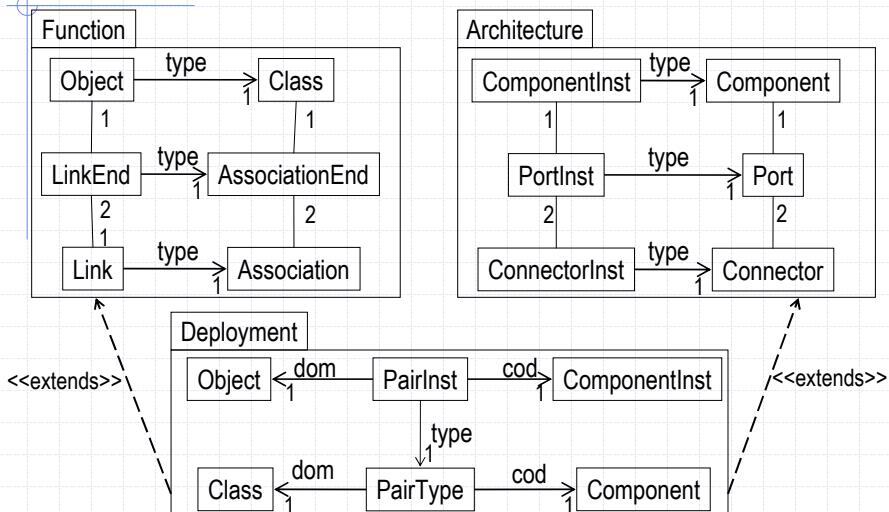 Function
Object type 1 Class
1 1
LinkEnd type 1 AssociationEnd
2 2
1
Link type 1 Association
Architecture
ComponentInst type 1 Component
1 1
PortInst type 1 Port
2 2
ConnectorInst type 1 Connector
<<extends>>
<<extends>>
Deployment
Object 1 dom PairInst cod 1 ComponentInst
1 type
Class 1 dom PairType cod 1 Component